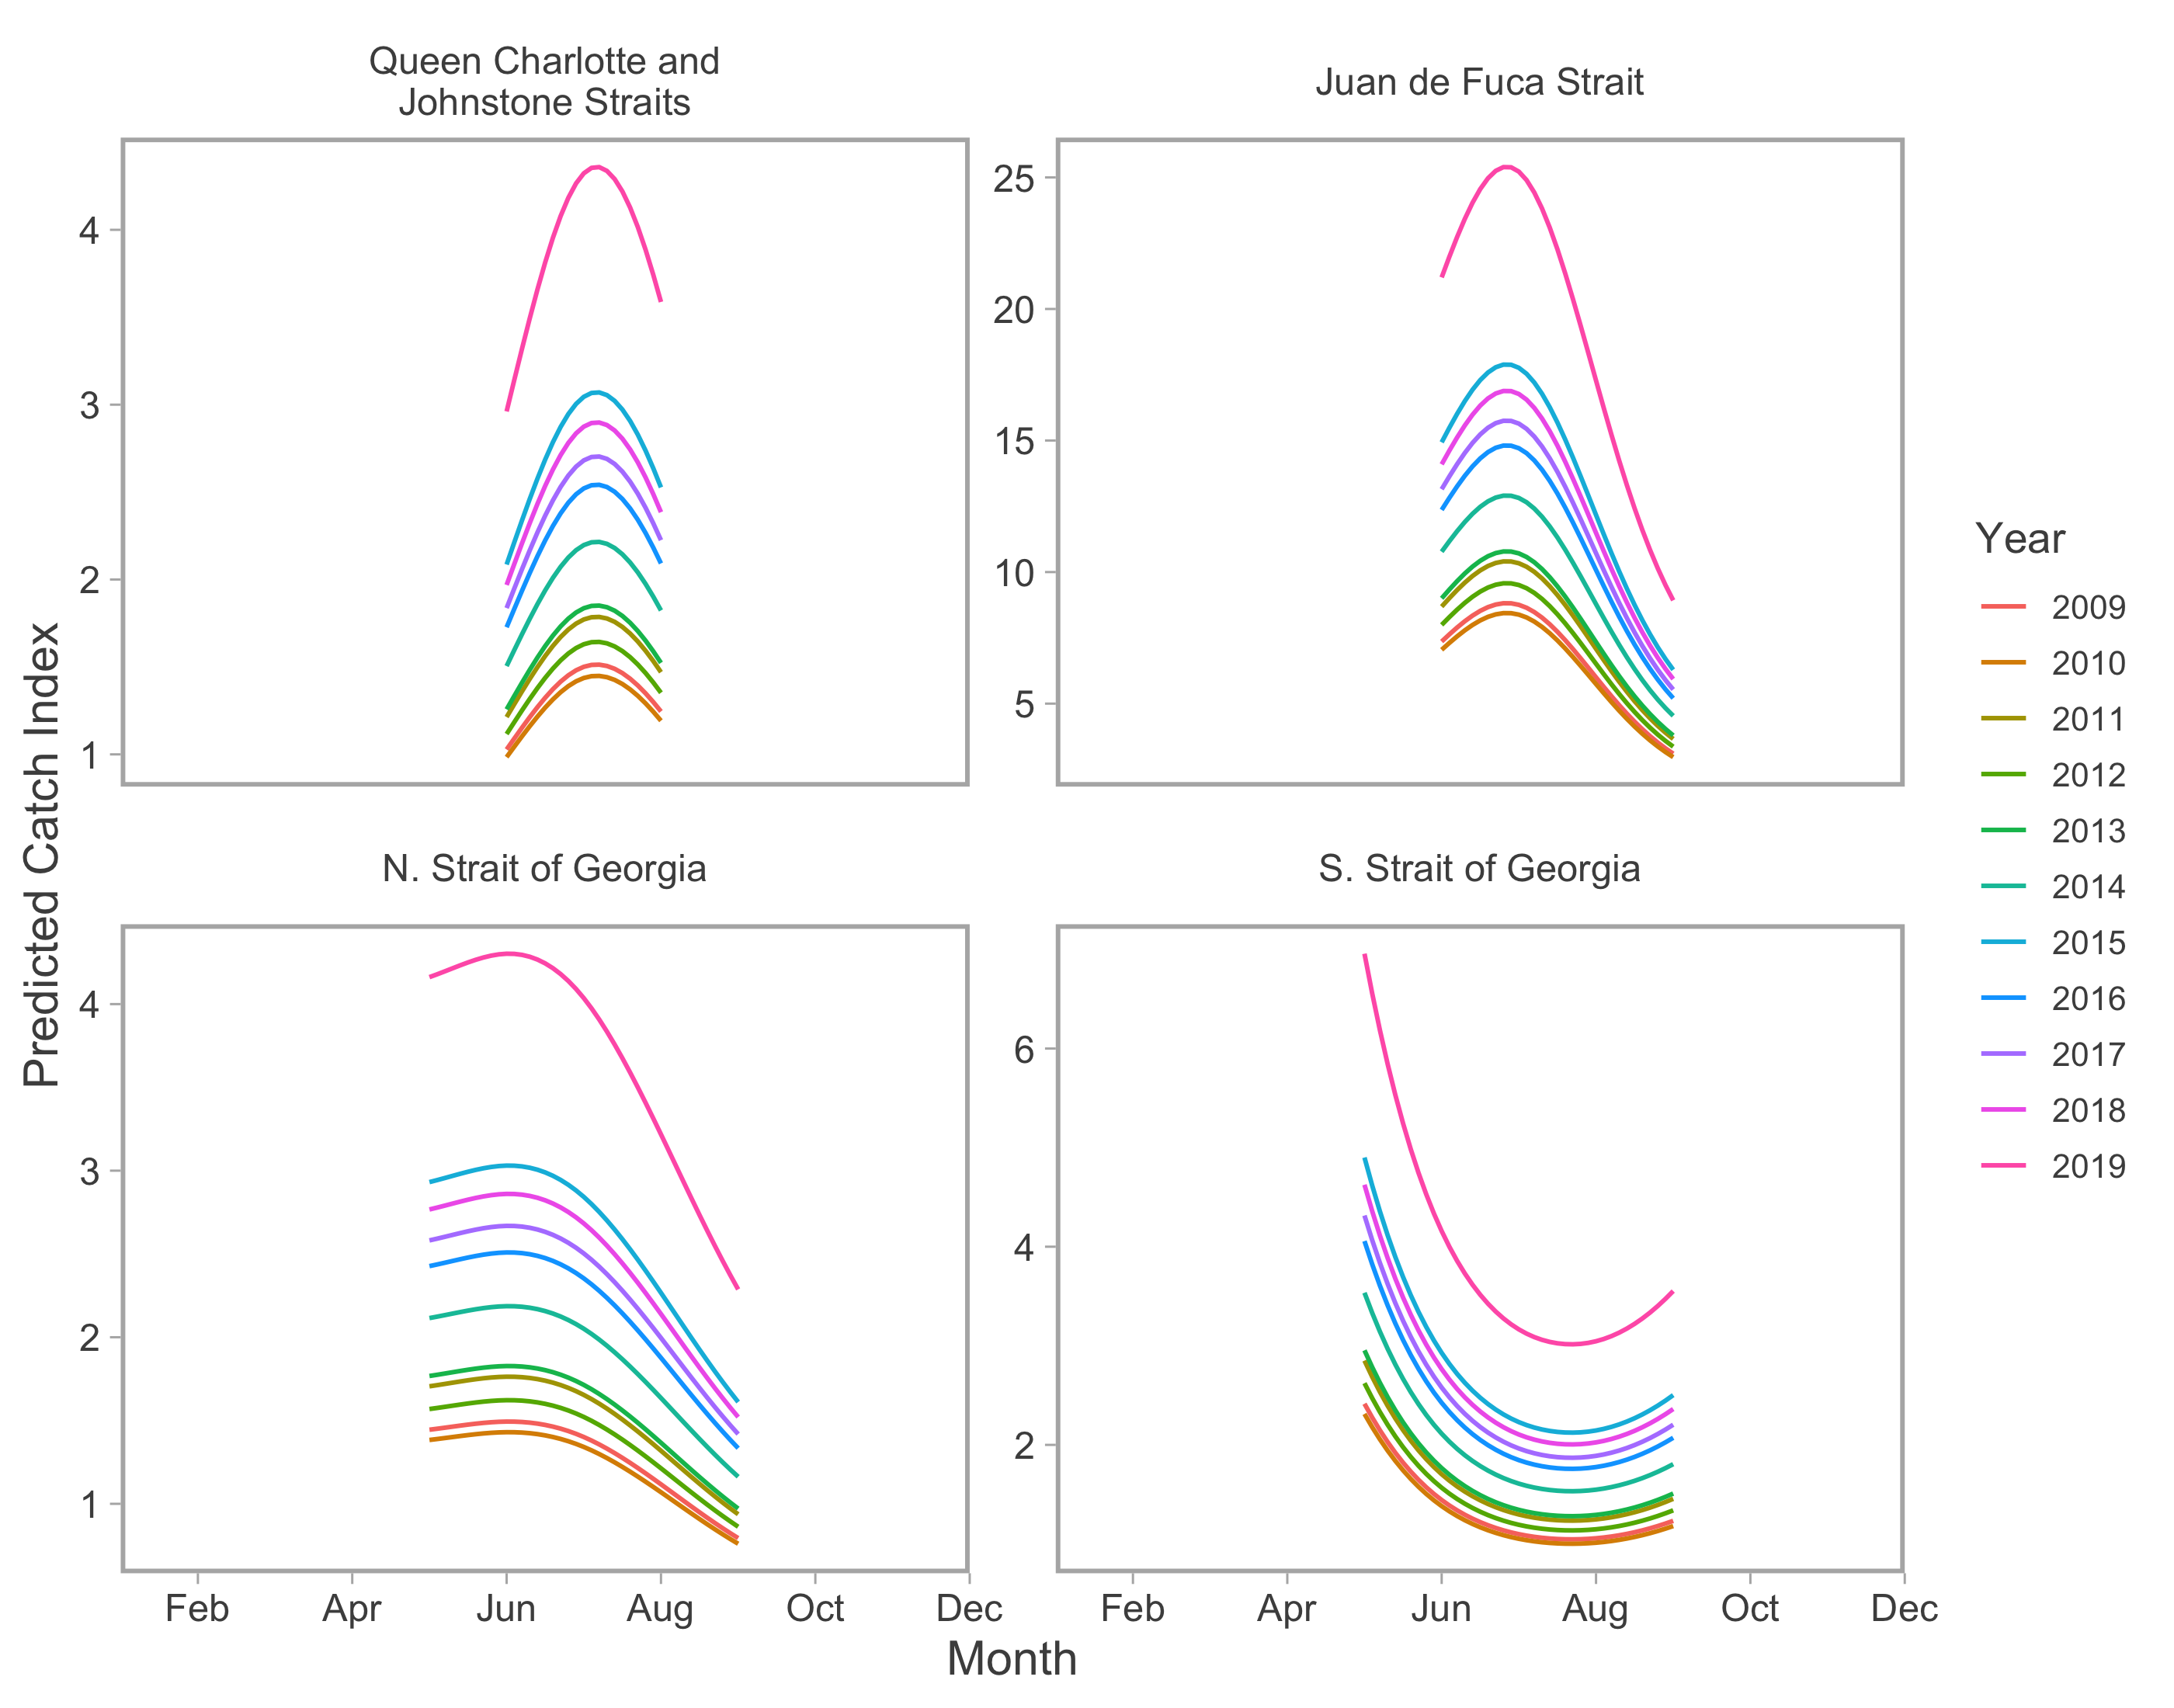 Queen Charlotte and
Johnstone Straits
Juan de Fuca Strait
4
3
2
1
25
20
15
10
5
N. Strait of Georgia
S. Strait of Georgia
4
3
2
1
6
4
2
Feb Apr Jun Aug Oct Dec
Feb Apr Jun Aug Oct Dec
Month
Predicted Catch Index
Year
2009
2010
2011
2012
2013
2014
2015
2016
2017
2018
2019